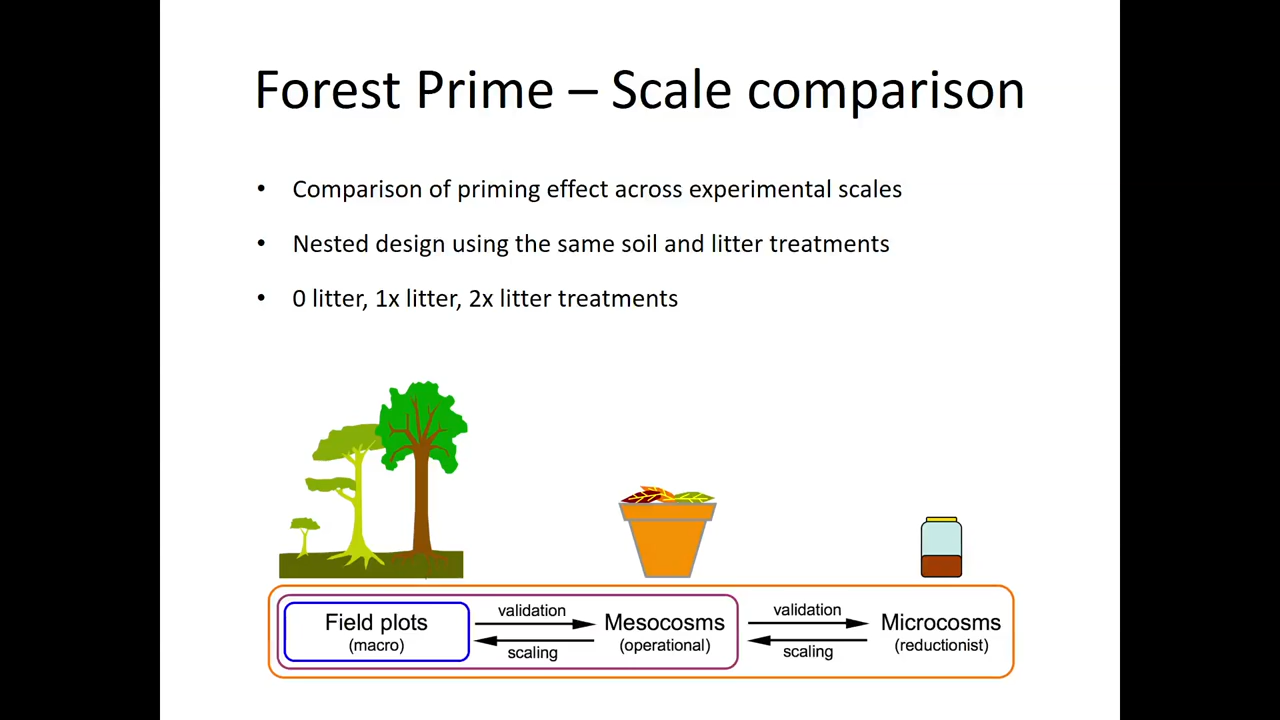 Forest Prime – Scale comparison
• Comparison of priming effect across experimental scales
• Nested design using the same soil and litter treatments
• 0 litter, 1x litter, 2x litter treatments
Field plots
(macro)
validation
scaling
Mesocosms
(operational)
validation
scaling
Microcosms
(reductionist)